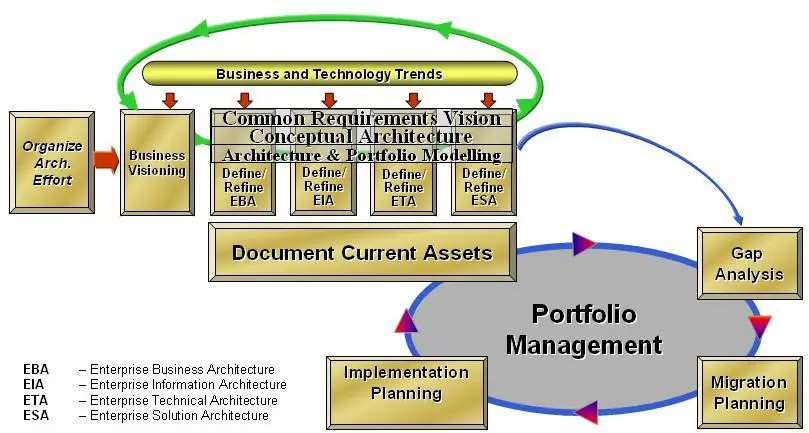 Business and Technology Trends
Organize
Arch.
Effort
Business
Visioning
Common Requirements Vision
Conceptual Architecture
Architecture & Portfolio Modelling
Define/
Refine
EBA
Define/
Refine
EIA
Define/
Refine
ETA
Define/
Refine
ESA
Document Current Assets
Gap
Analysis
Portfolio
Management
Implementation
Planning
Migration
Planning
EBA – Enterprise Business Architecture
EIA – Enterprise Information Architecture
ETA – Enterprise Technical Architecture
ESA – Enterprise Solution Architecture